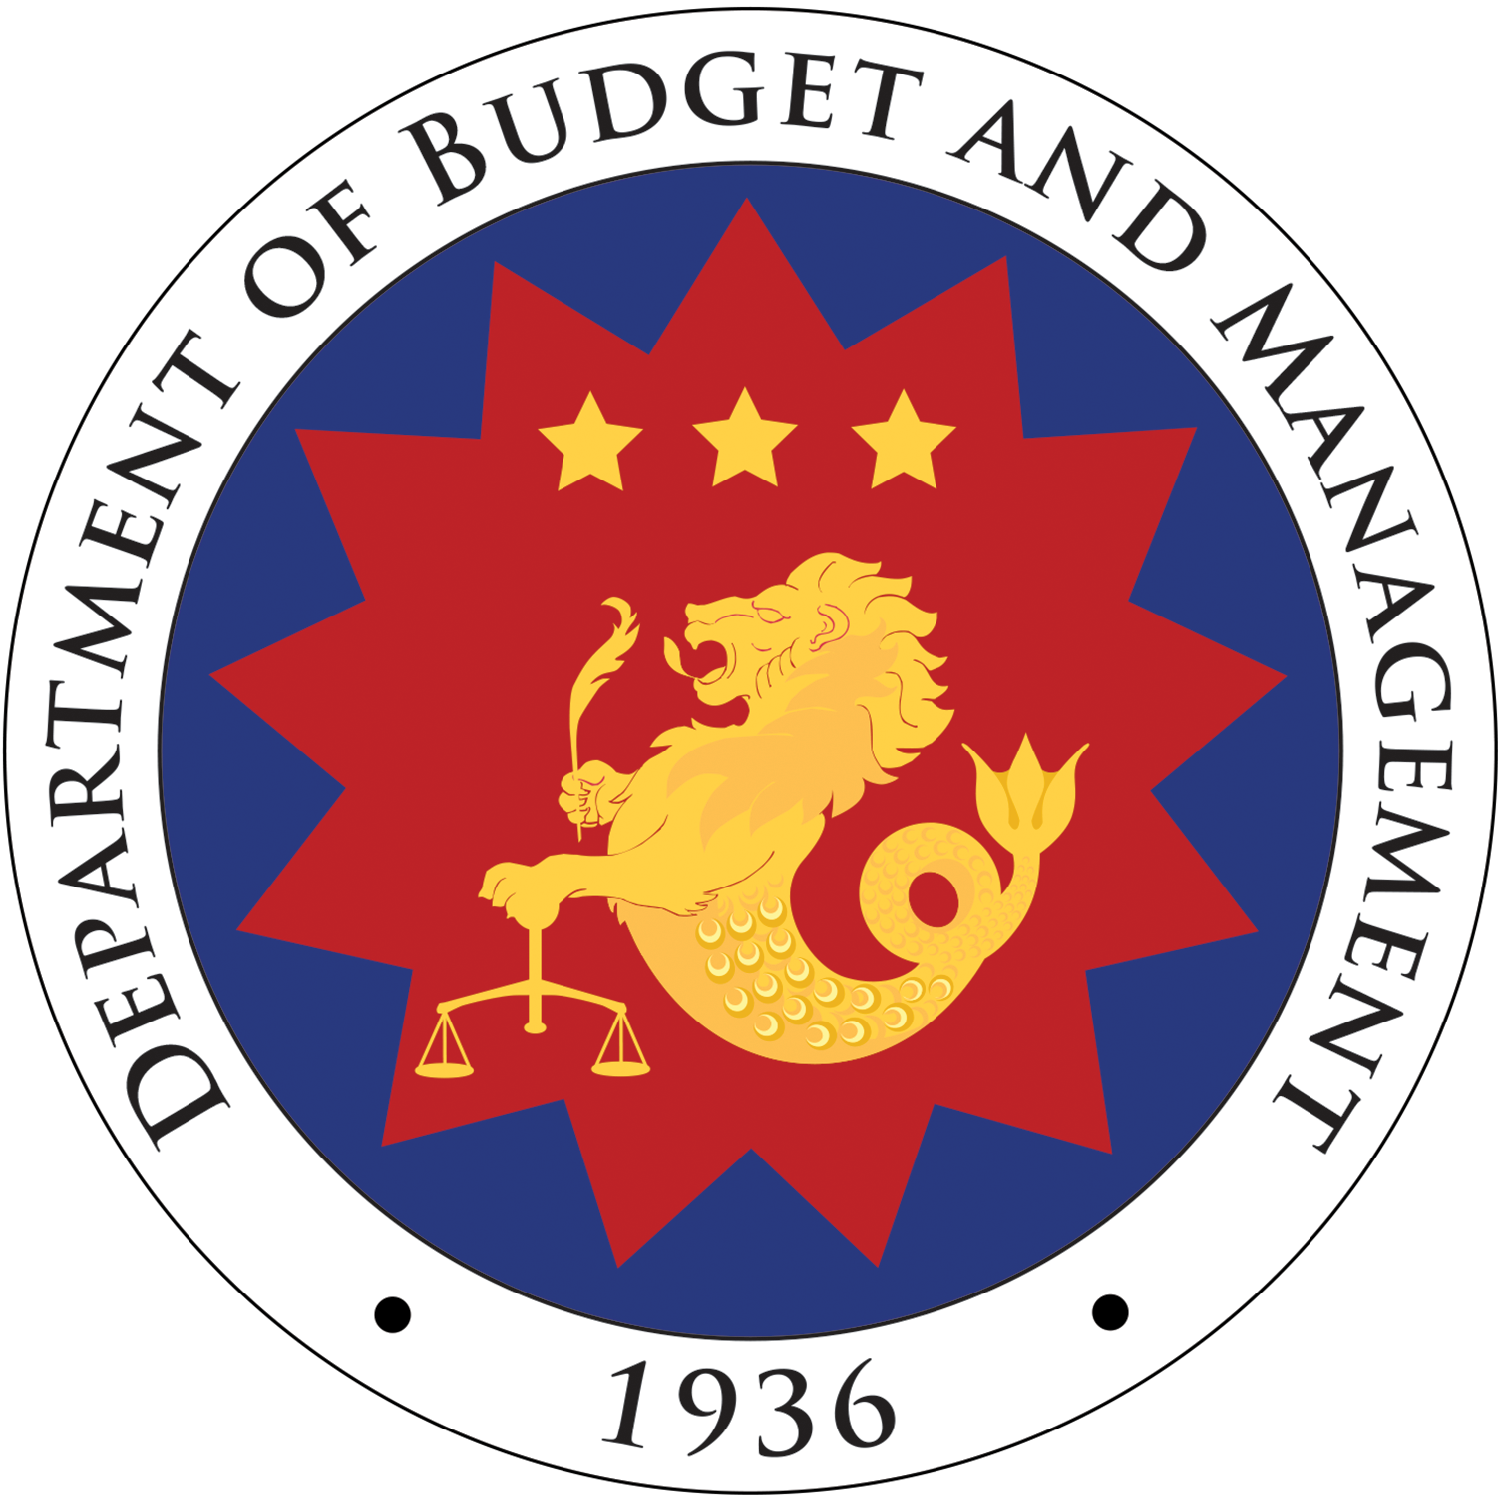 DEPARTMENT OF BUDGET AND MANAGEMENT
1936